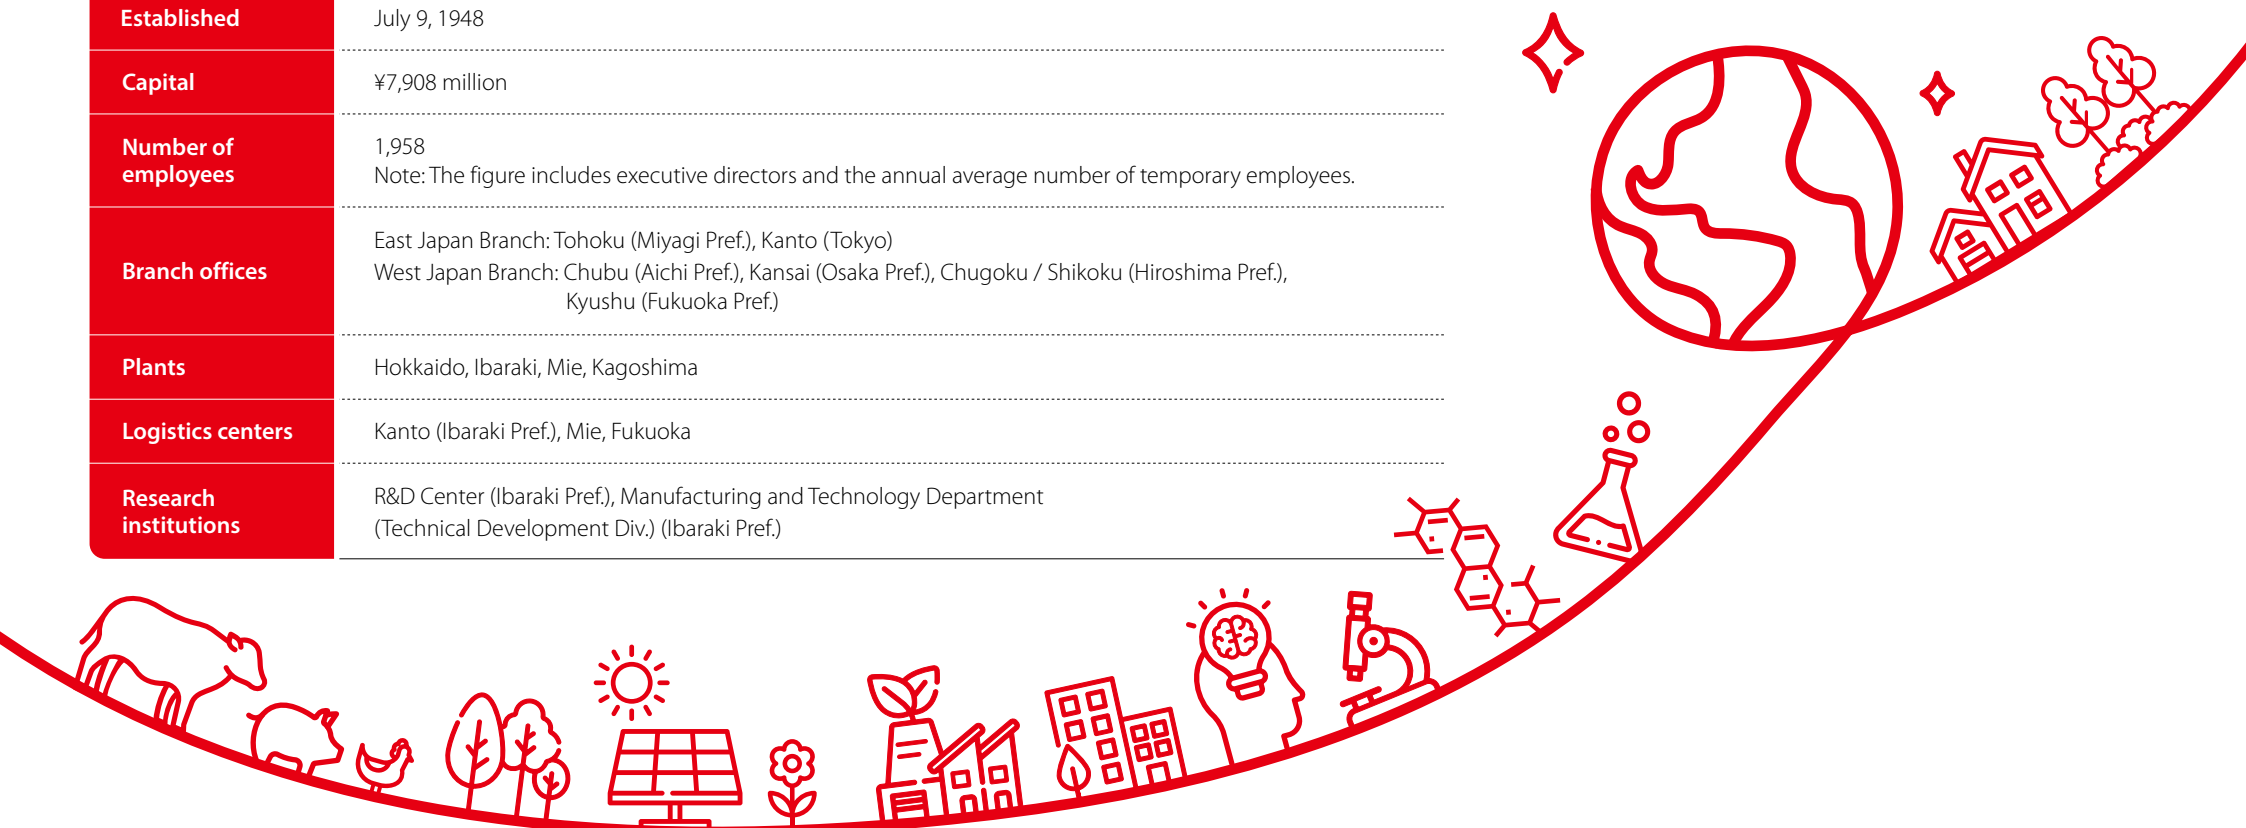 Established
July 9, 1948
Capital
¥7,908 million
Number of
employees
1,958
Note: The figure includes executive directors and the annual average number of temporary employees.
Branch offices
East Japan Branch: Tohoku (Miyagi Pref.), Kanto (Tokyo)
West Japan Branch: Chubu (Aichi Pref.), Kansai (Osaka Pref.), Chugoku / Shikoku (Hiroshima Pref.),
Kyushu (Fukuoka Pref.)
Plants
Hokkaido, Ibaraki, Mie, Kagoshima
Logistics centers
Kanto (Ibaraki Pref.), Mie, Fukuoka
Research
institutions
R&D Center (Ibaraki Pref.), Manufacturing and Technology Department
(Technical Development Div.) (Ibaraki Pref.)